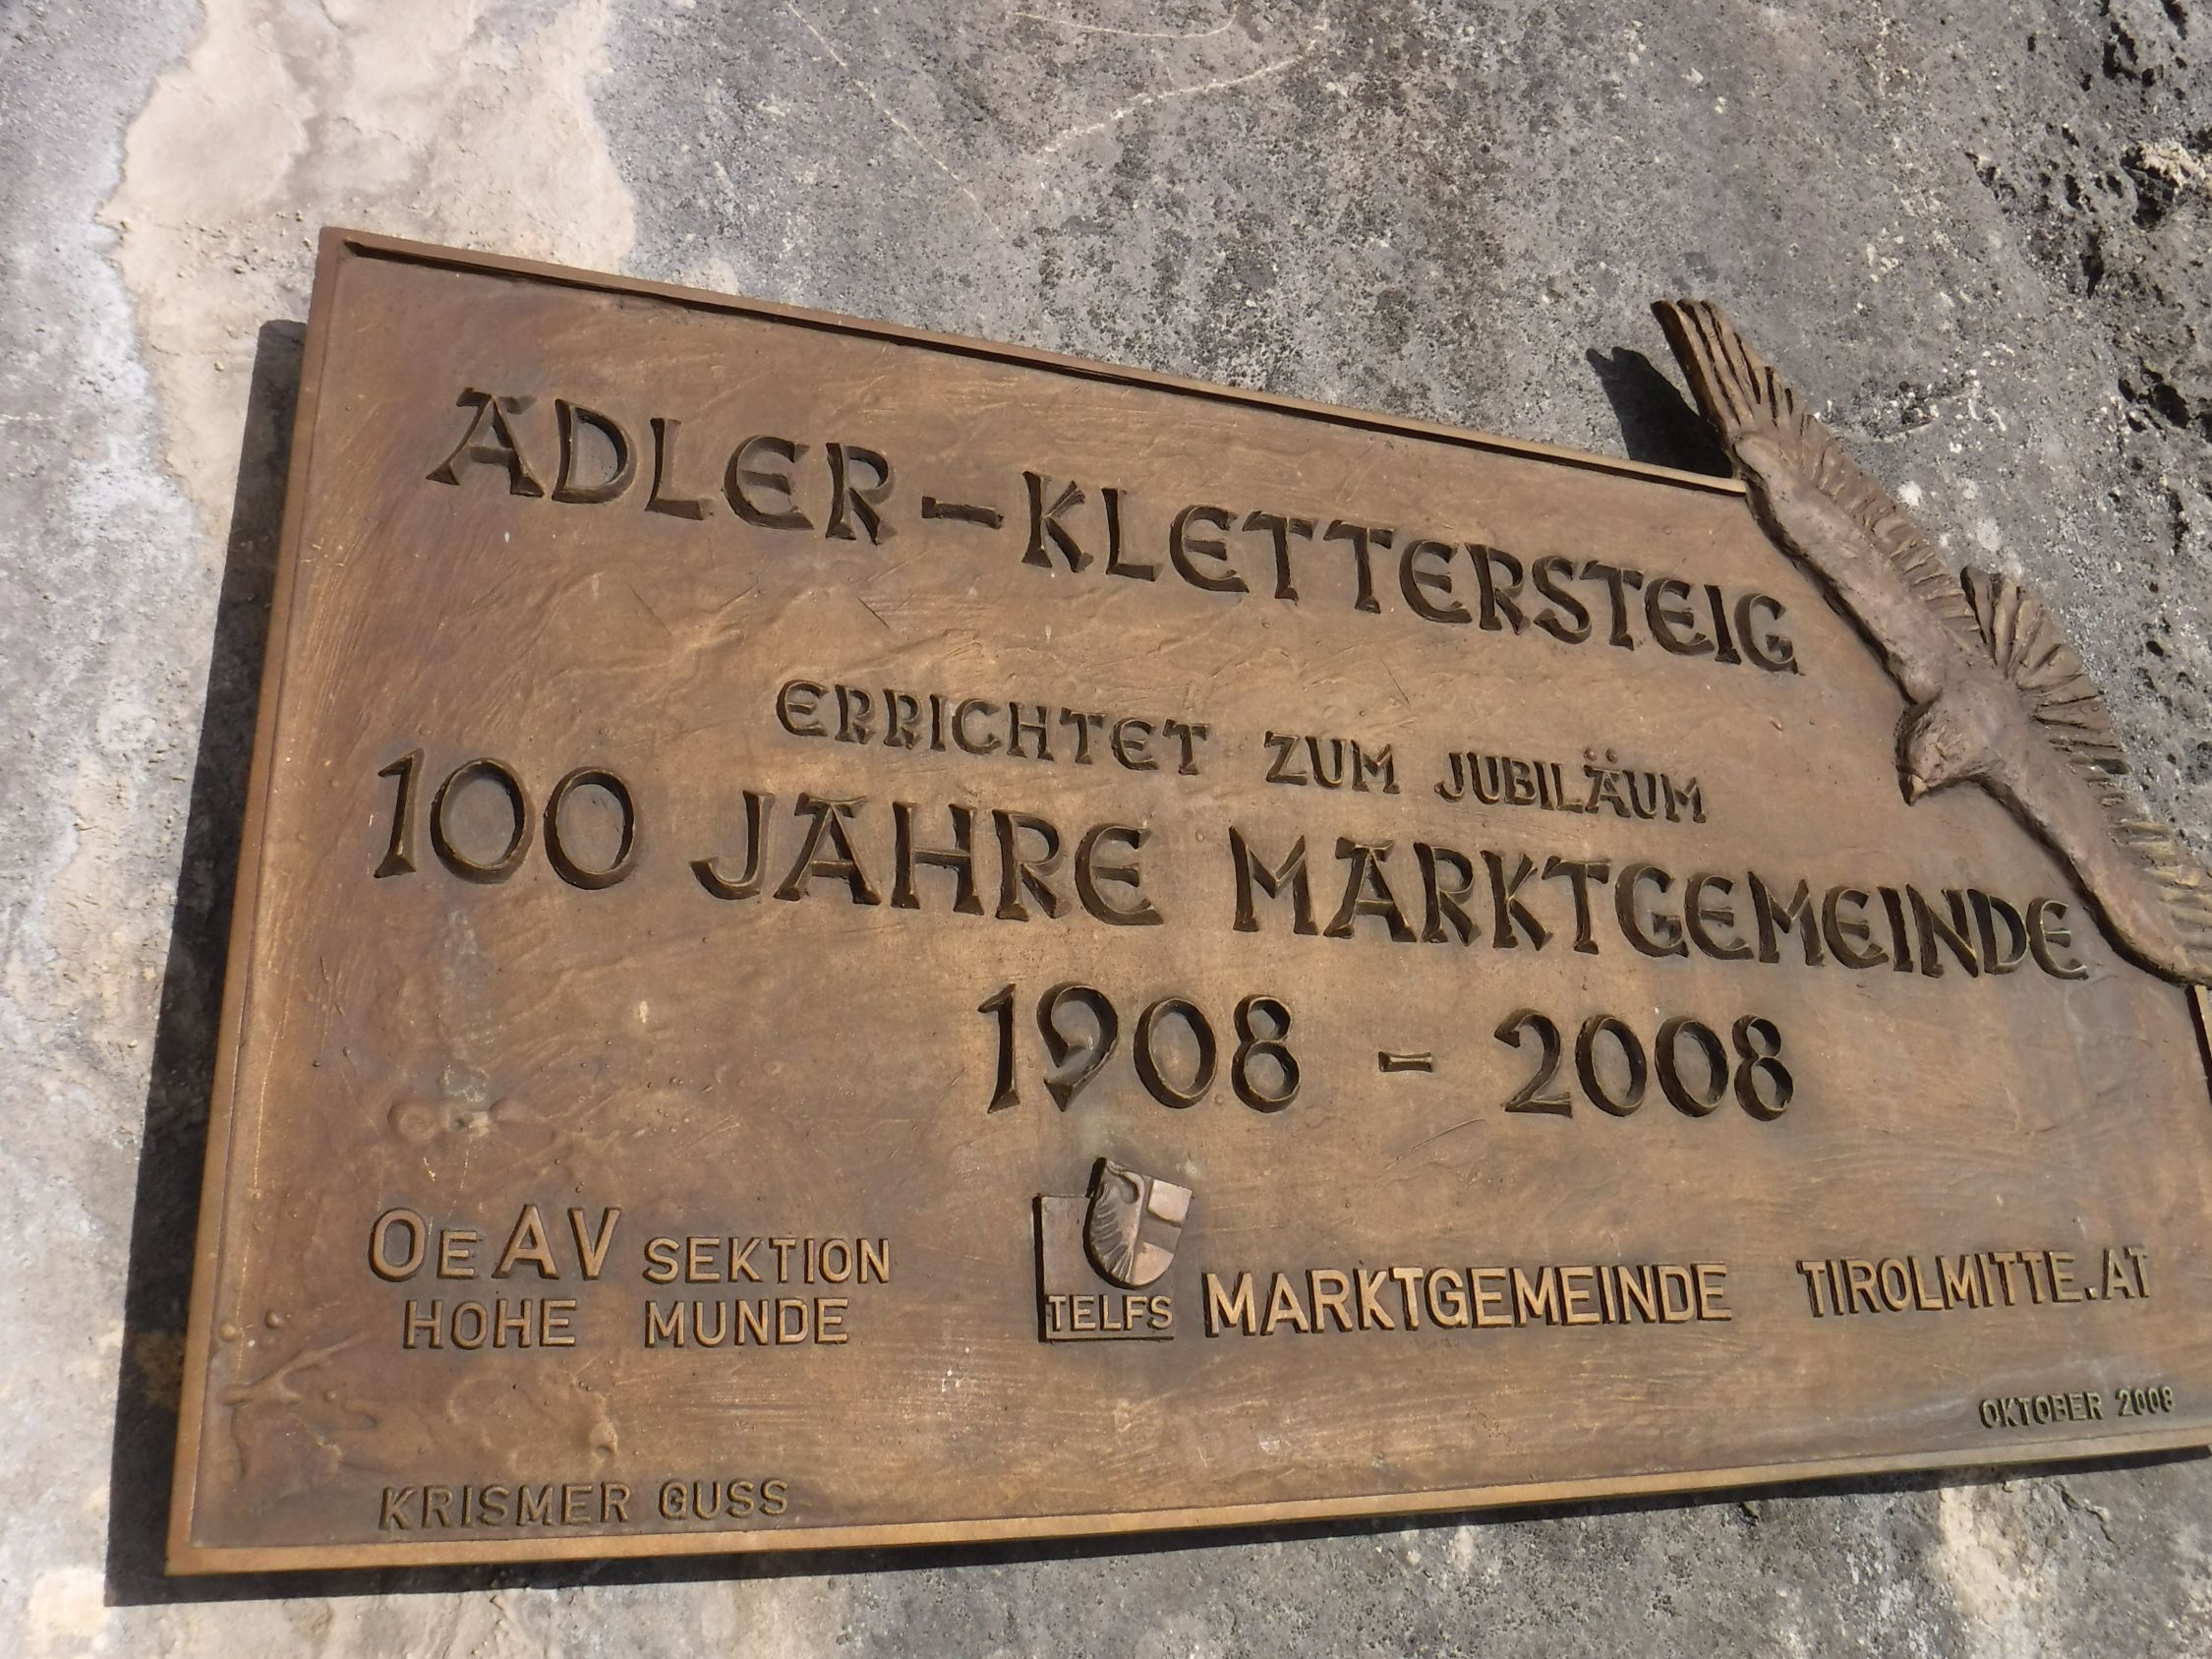 ADLER-KLETTERSTEIG
ERRICHTET ZUM JUBILÄUM
100 JAHRE MARKTGEMEINDE
1908 - 2008
OeAV SEKTION
HOHE MUNDE
TELFS
MARKTGEMEINDE
TIROLMITTE.AT
OKTOBER 2008
KRISMER GUSS